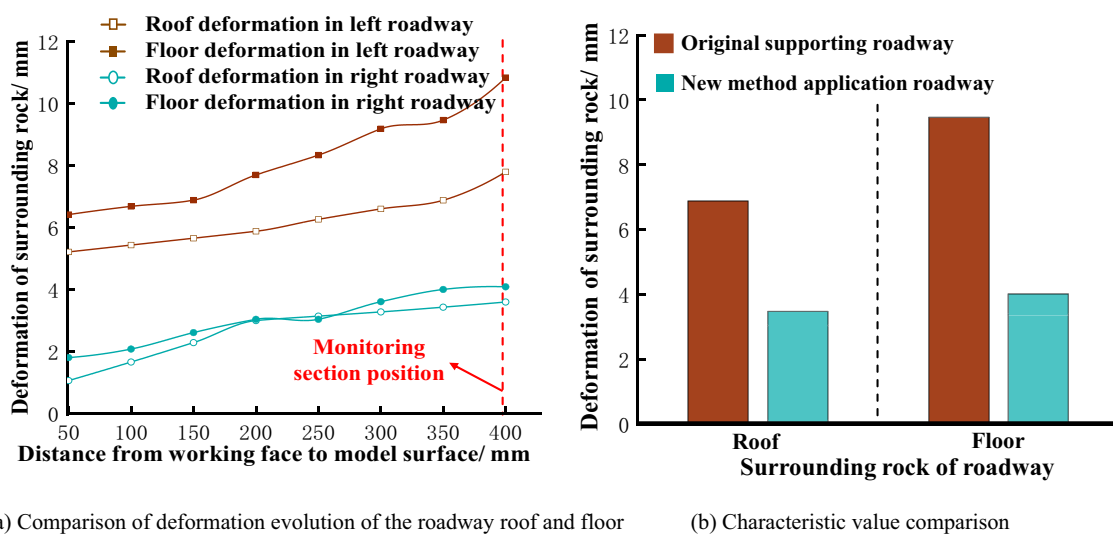 Roof deformation in left roadway
Floor deformation in left roadway
Roof deformation in right roadway
Floor deformation in right roadway
Deformation of surrounding rock/ mm
12
10
8
6
4
2
0
Monitoring
section position
50 100 150 200 250 300 350 400
Distance from working face to model surface/ mm
a) Comparison of deformation evolution of the roadway roof and floor
Original supporting roadway
New method application roadway
Deformation of surrounding rock/ mm
12
10
8
6
4
2
0
Roof Floor
Surrounding rock of roadway
(b) Characteristic value comparison